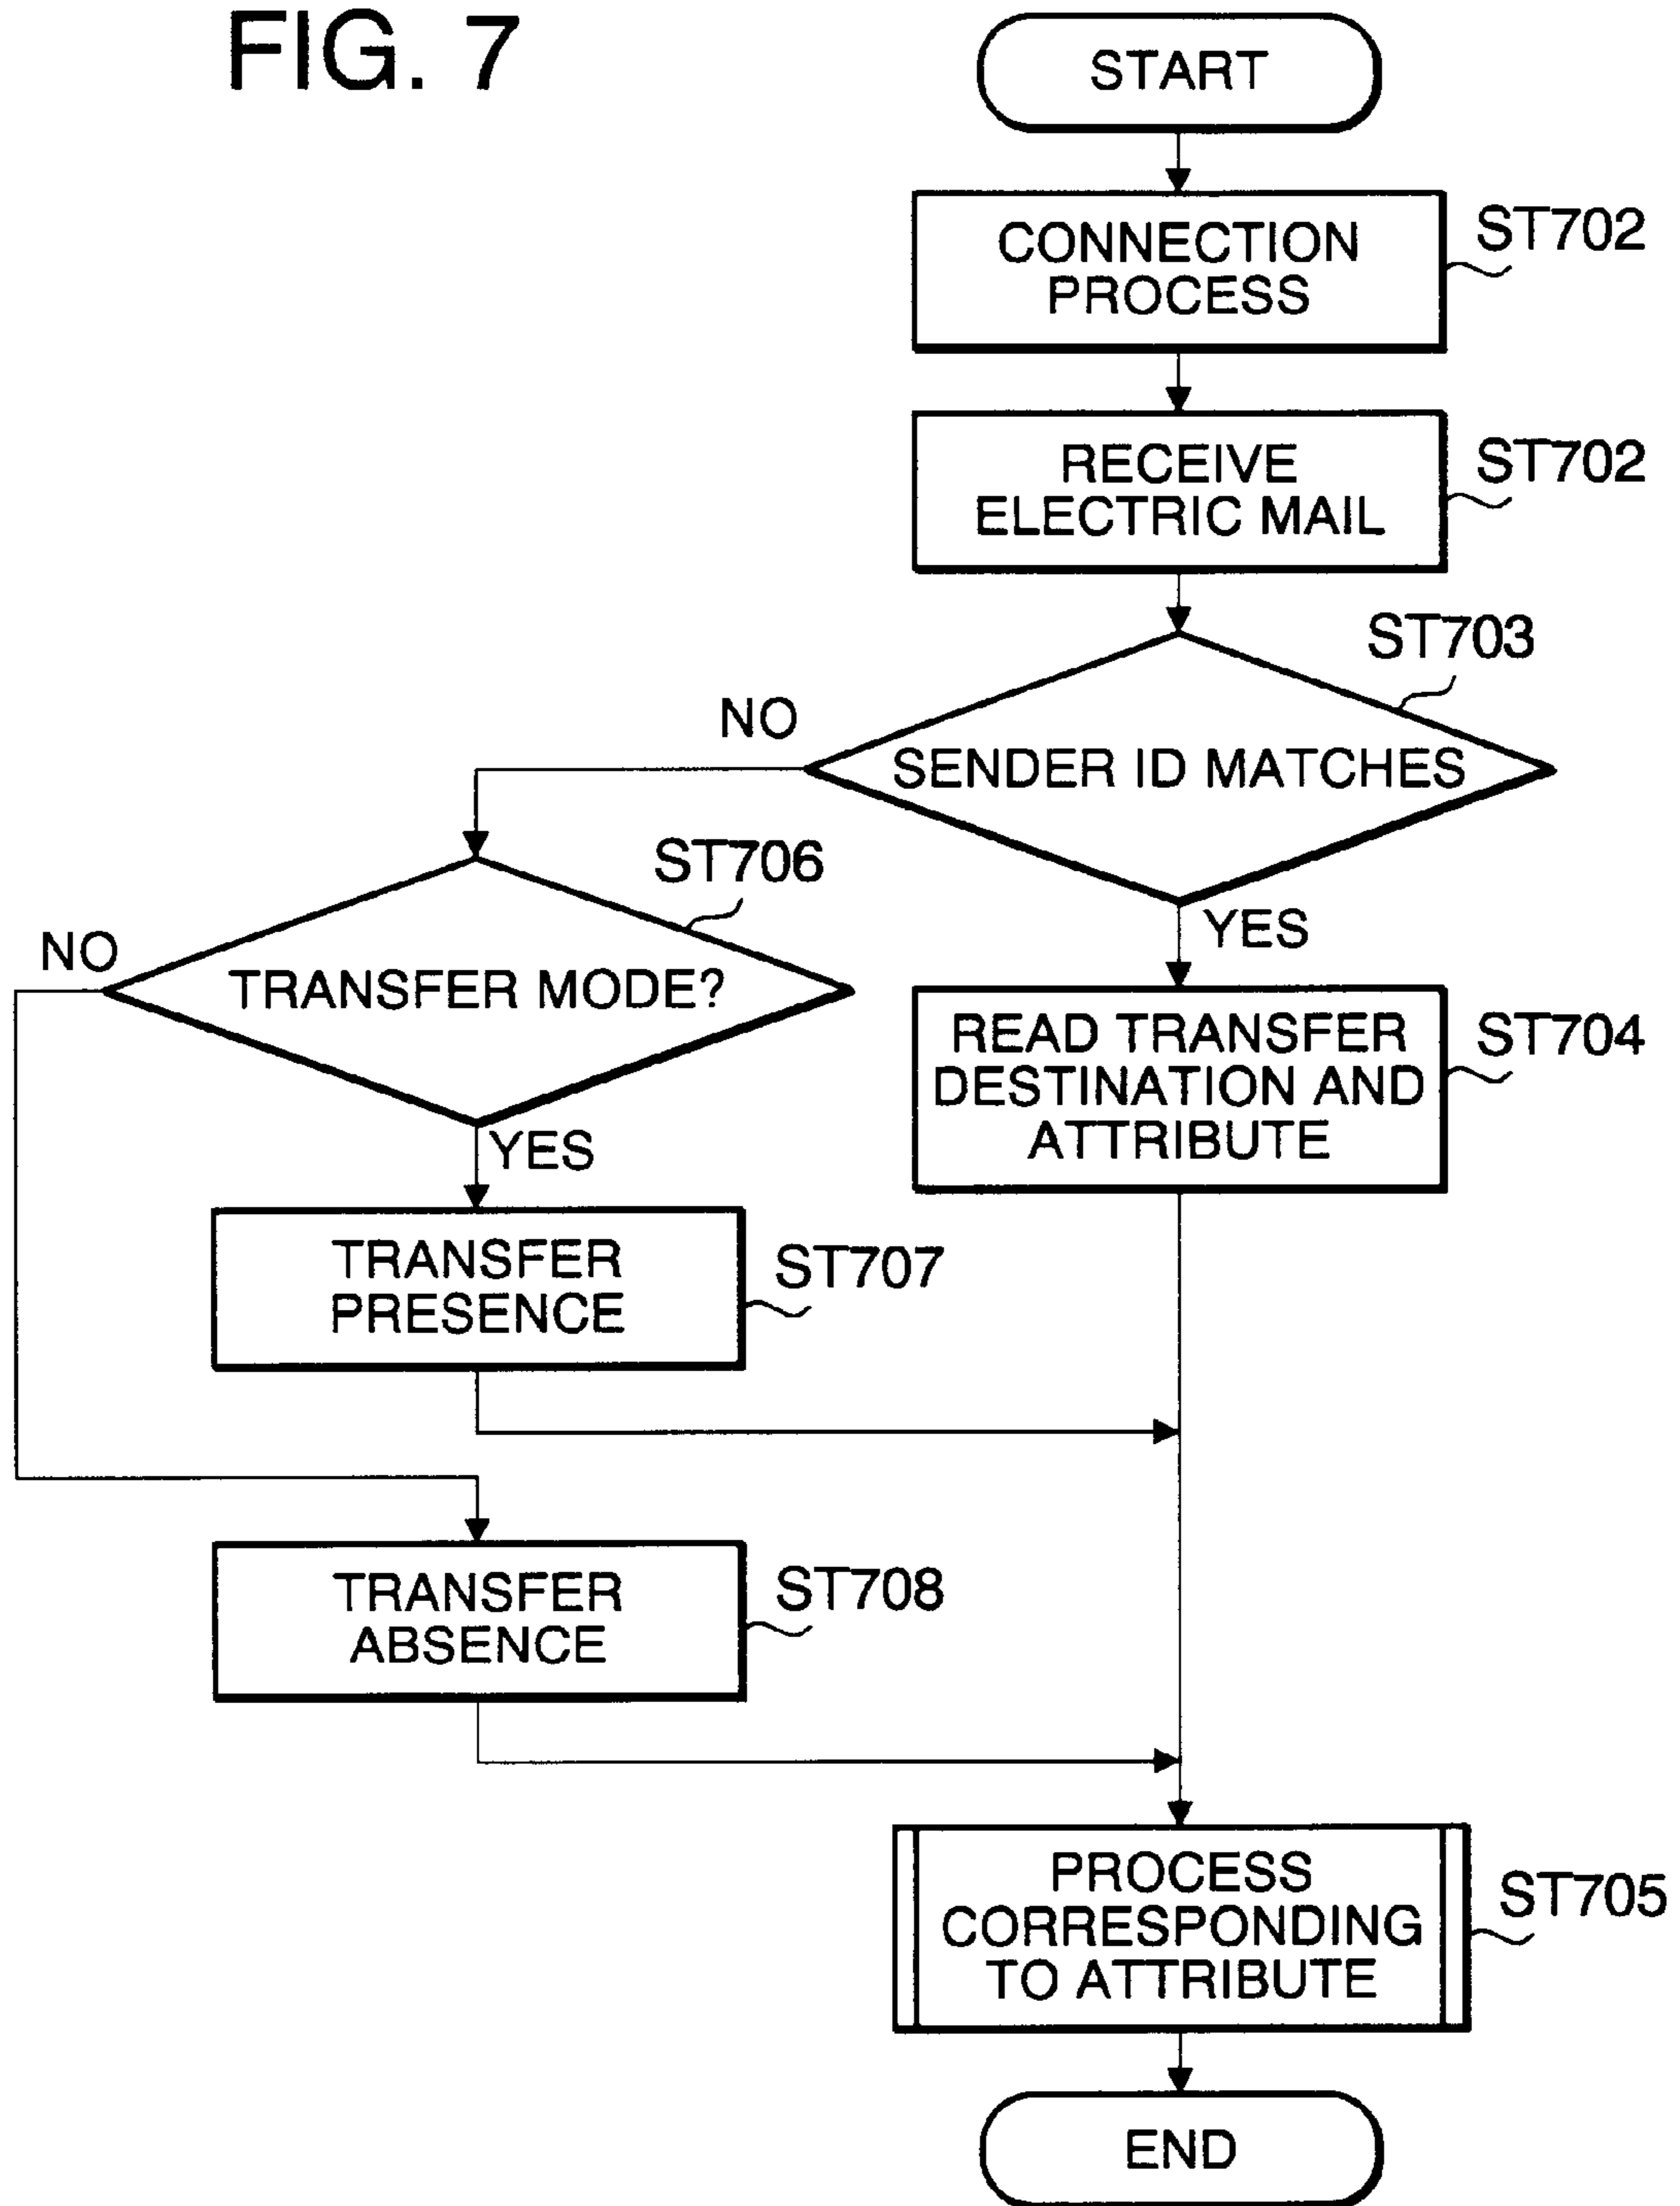 FIG. 7
START
CONNECTION
PROCESS
ST702
RECEIVE
ELECTRIC MAIL
ST702
ST703
SENDER ID MATCHES
NO
YES
ST706
TRANSFER MODE?
NO
YES
READ TRANSFER
DESTINATION AND
ATTRIBUTE
ST704
TRANSFER
PRESENCE
ST707
TRANSFER
ABSENCE
ST708
PROCESS
CORRESPONDING
TO ATTRIBUTE
ST705
END